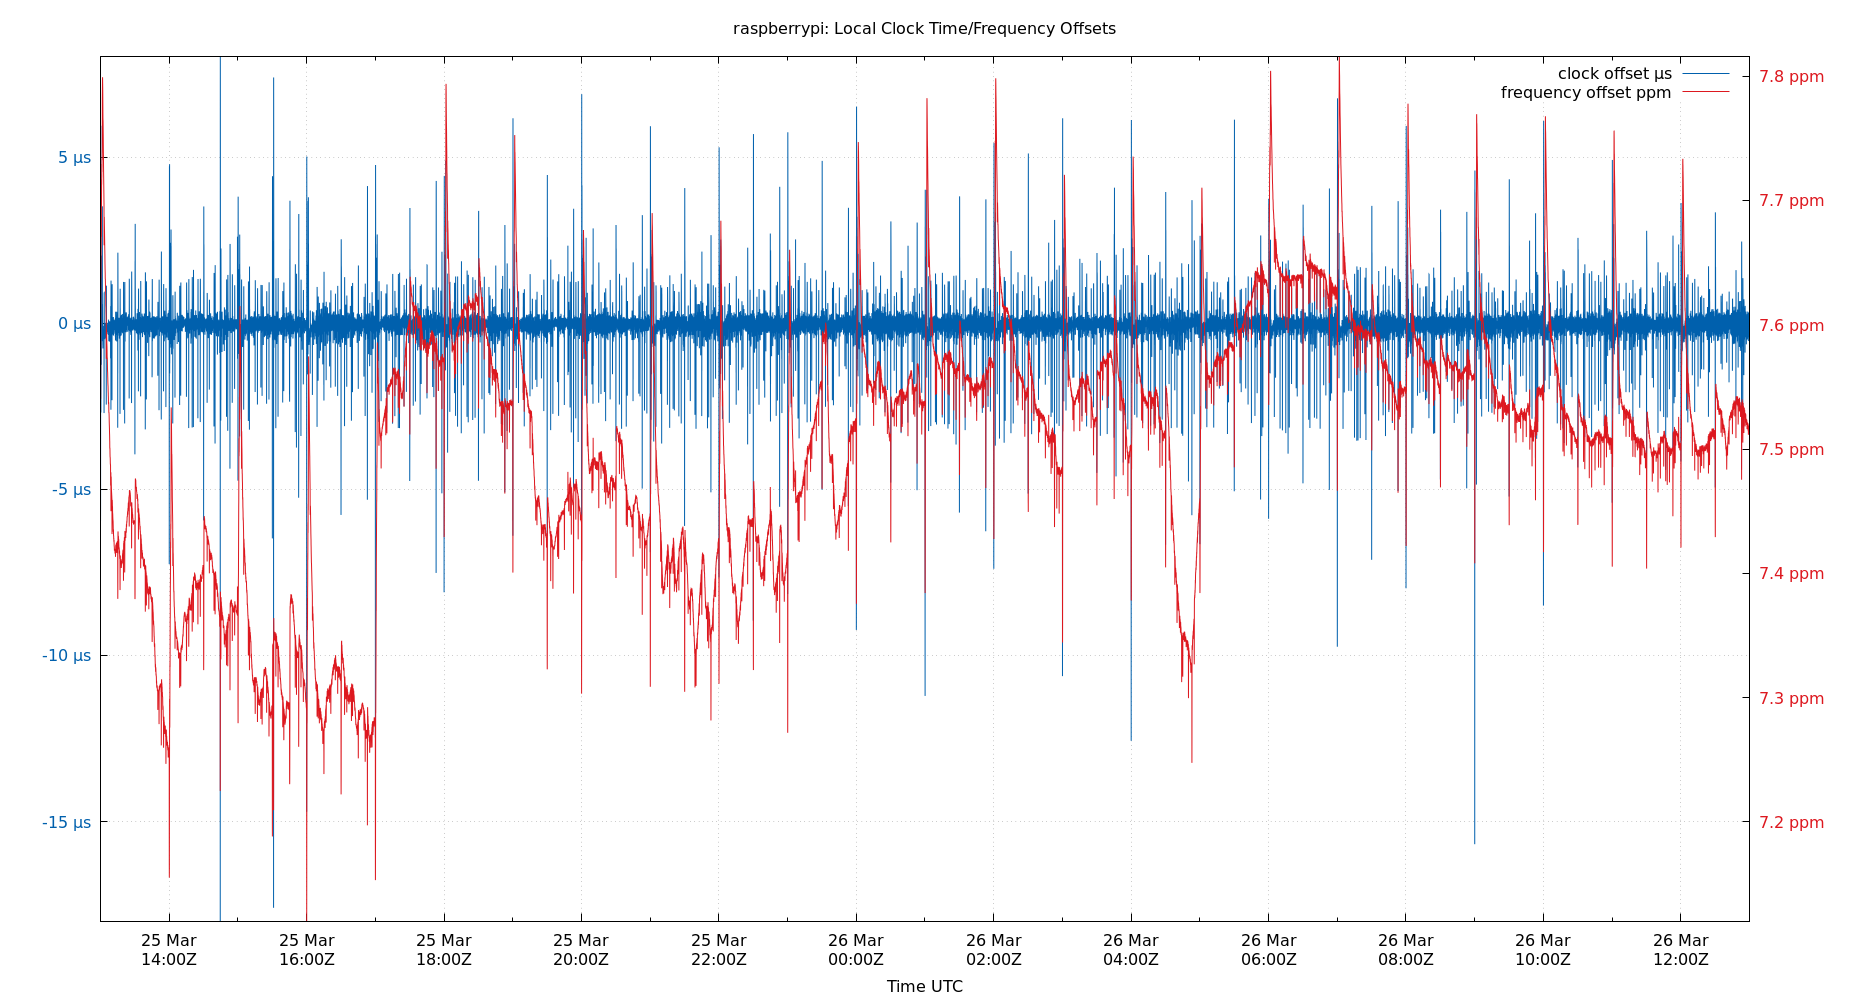 raspberrypi: Local Clock Time/Frequency Offsets
clock offset µs
frequency offset ppm
5 µs
0 µs
-5 µs
-10 µs
-15 µs
7.8 ppm
7.7 ppm
7.6 ppm
7.5 ppm
7.4 ppm
7.3 ppm
7.2 ppm
25 Mar
14:00Z
25 Mar
16:00Z
25 Mar
18:00Z
25 Mar
20:00Z
25 Mar
22:00Z
26 Mar
00:00Z
26 Mar
02:00Z
26 Mar
04:00Z
26 Mar
06:00Z
26 Mar
08:00Z
26 Mar
10:00Z
26 Mar
12:00Z
Time UTC